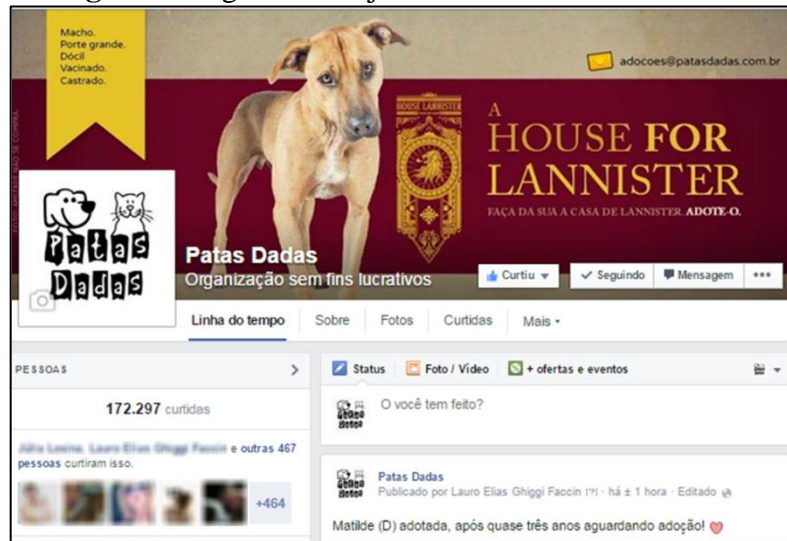 Macho.
Porte grande.
Dócil
Vacinado.
Castrado.
adocoes@patasdadas.com.br
HOUSE LANNISTER
A
HOUSE FOR
LANNISTER
FAÇA DA SUA A CASA DE LANNISTER. ADOTE-O.
Patas
Dadas
Patas Dadas
Organização sem fins lucrativos
Curtiu
Seguindo
Mensagem
Linha do tempo Sobre Fotos Curtidas Mais
PESSOAS
172.297 curtidas
e outras 467
pessoas curtiram isso.
+464
Status Foto / Vídeo + ofertas e eventos
O você tem feito?
Patas Dadas
Publicado por Lauro Elias Ghiggi Faccin [?] · há ± 1 hora · Editado
Matilde (D) adotada, após quase três anos aguardando adoção!